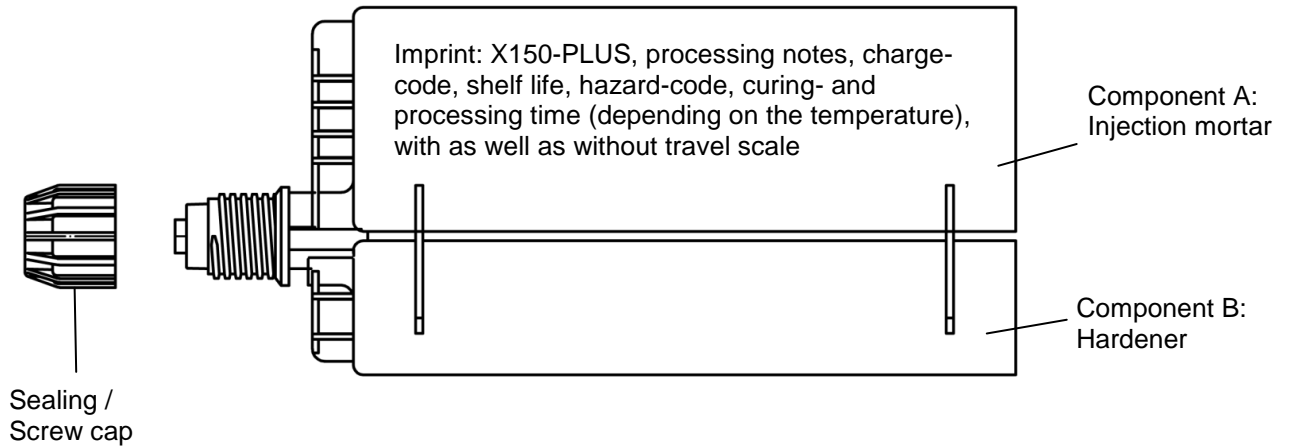 Imprint: X150-PLUS, processing notes, charge-
code, shelf life, hazard-code, curing- and
processing time (depending on the temperature),
with as well as without travel scale
Component A:
Injection mortar
Component B:
Hardener
Sealing /
Screw cap